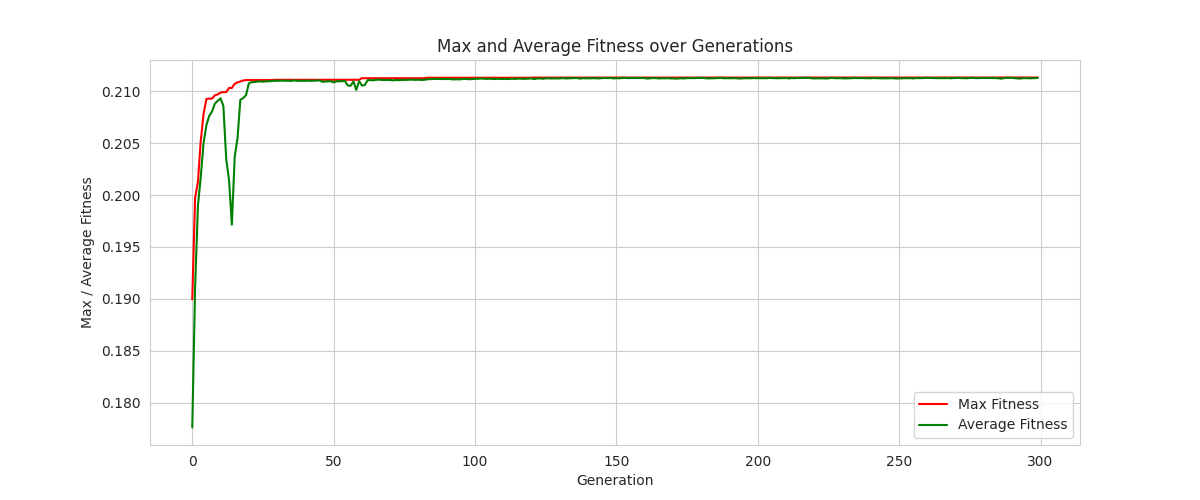 Max and Average Fitness over Generations
Max / Average Fitness
0.210
0.205
0.200
0.195
0.190
0.185
0.180
0
50
100
150
200
250
300
Generation
Max Fitness
Average Fitness